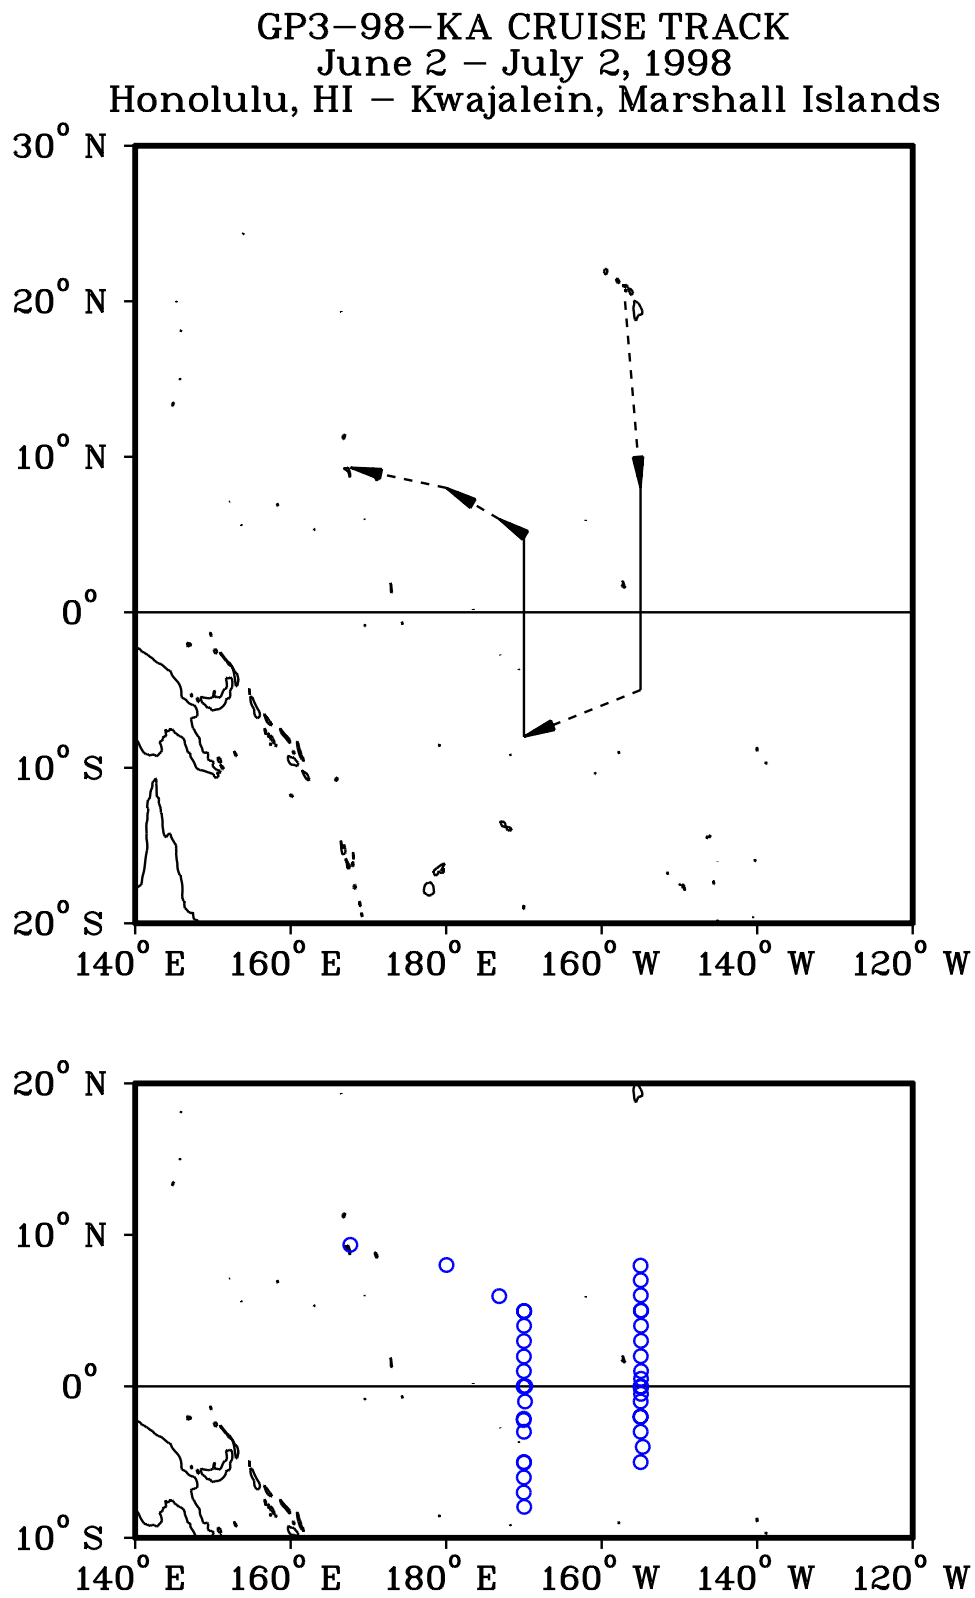 GP3-98-KA CRUISE TRACK
June 2 - July 2, 1998
Honolulu, HI - Kwajalein, Marshall Islands
30° N
20° N
10° N
0°
10° S
20° S
140° E 160° E 180° E 160° W 140° W 120° W
20° N
10° N
0°
10° S
140° E 160° E 180° E 160° W 140° W 120° W